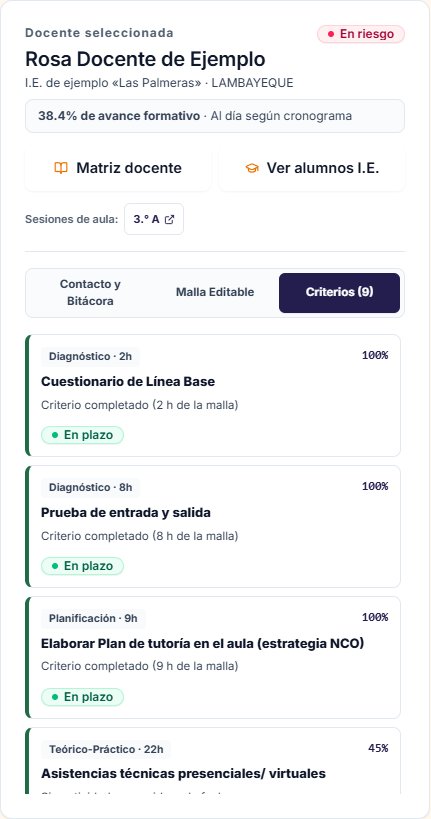 Docente seleccionada
En riesgo
Rosa Docente de Ejemplo
I.E. de ejemplo «Las Palmeras» · LAMBAYEQUE
38.4% de avance formativo · Al día según cronograma
Matriz docente
Ver alumnos I.E.
Sesiones de aula:
3.° A
Contacto y
Bitácora
Malla Editable
Criterios (9)
Diagnóstico · 2h
100%
Cuestionario de Línea Base
Criterio completado (2 h de la malla)
En plazo
Diagnóstico · 8h
100%
Prueba de entrada y salida
Criterio completado (8 h de la malla)
En plazo
Planificación · 9h
100%
Elaborar Plan de tutoría en el aula (estrategia NCO)
Criterio completado (9 h de la malla)
En plazo
Teórico-Práctico · 22h
45%
Asistencias técnicas presenciales/ virtuales